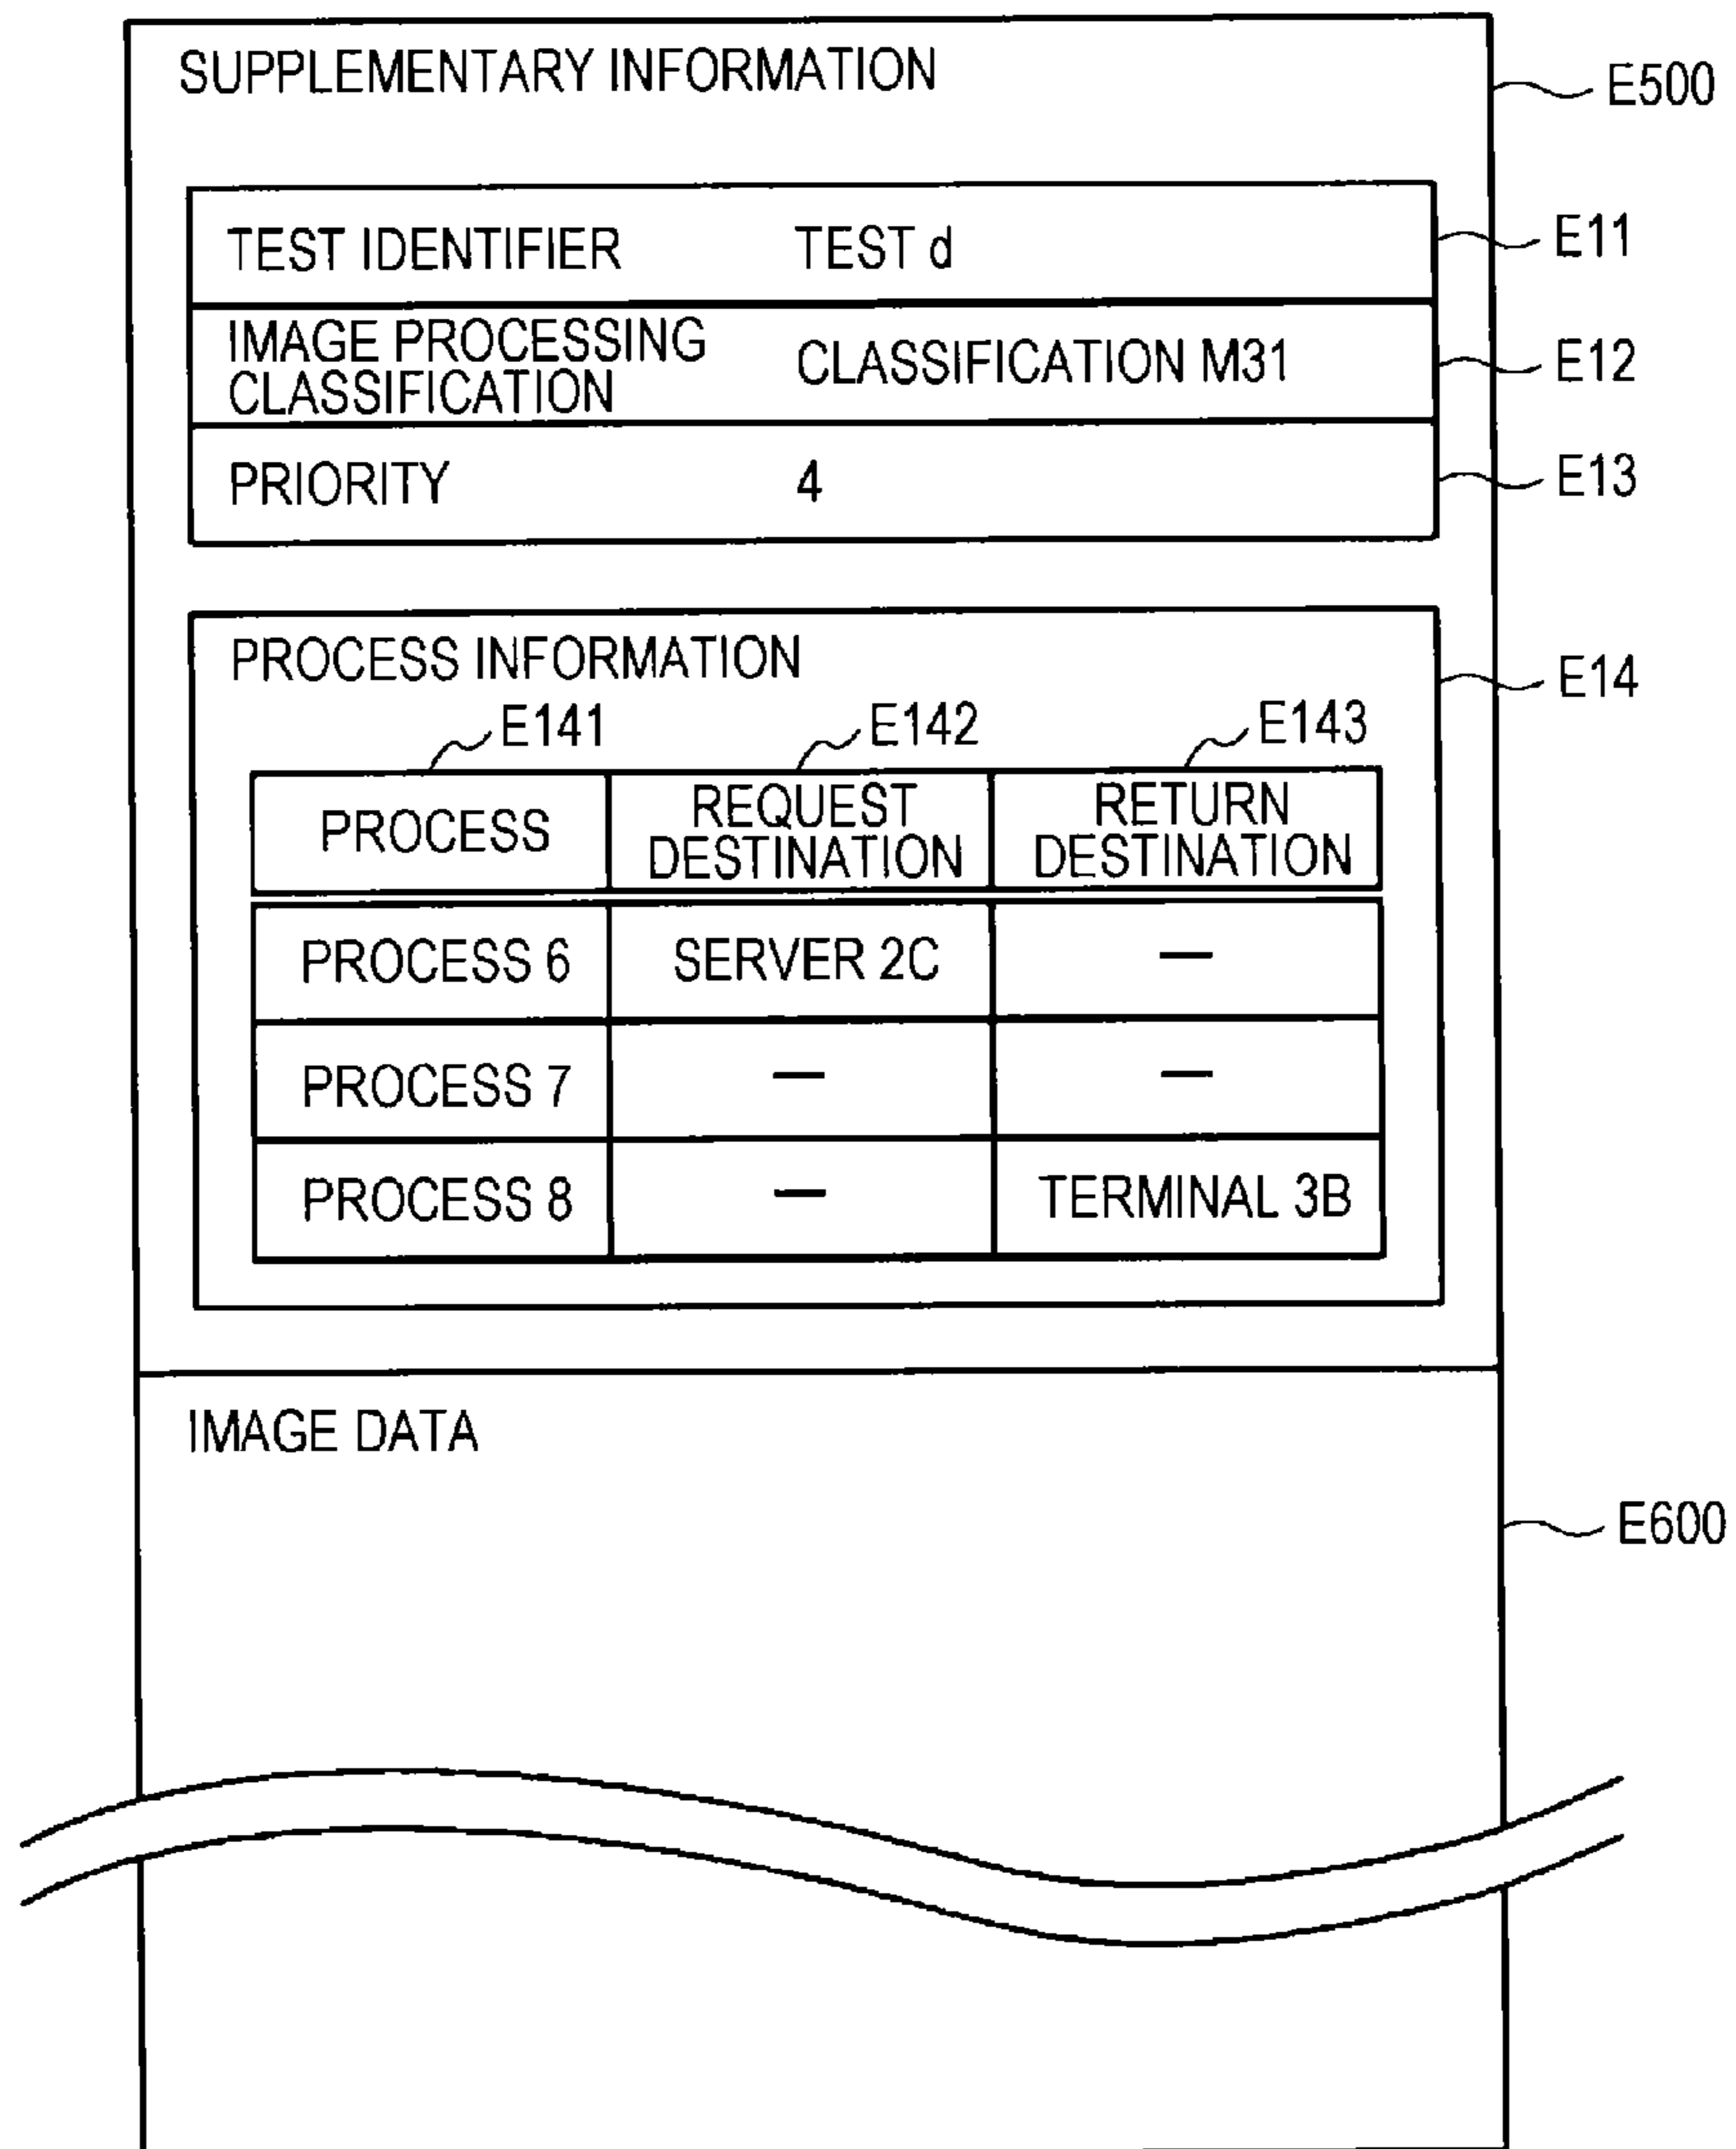 SUPPLEMENTARY INFORMATION
E500
TEST IDENTIFIER TEST d
E11
IMAGE PROCESSING
CLASSIFICATION
CLASSIFICATION M31
E12
PRIORITY 4
E13
PROCESS INFORMATION
E14
E141 E142 E143
PROCESS
REQUEST
DESTINATION
RETURN
DESTINATION
PROCESS 6 SERVER 2C —
PROCESS 7 — —
PROCESS 8 — TERMINAL 3B
IMAGE DATA
E600